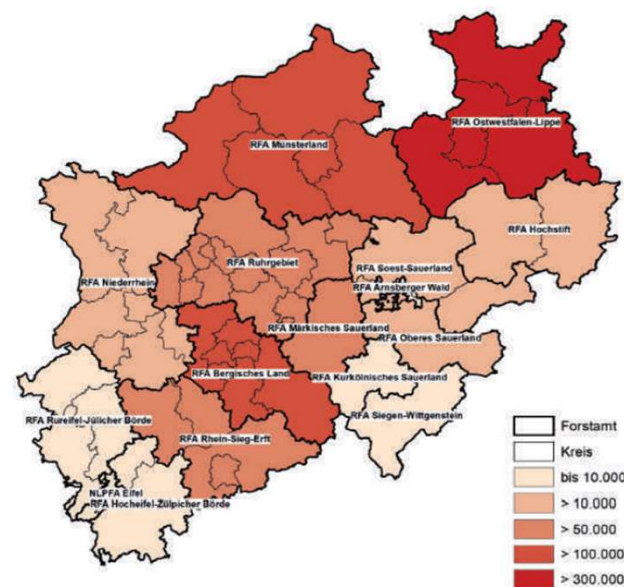 RFA Ostwestfalen-Lippe
RFA Münsterland
RFA Hochstift
RFA Ruhrgebiet
RFA Soest-Sauerland
RFA Niederrhein
RFA Arnsberger Wald
RFA Märkisches Sauerland
RFA Oberes Sauerland
RFA Bergisches Land
RFA Kurkölnisches Sauerland
RFA Siegen-Wittgenstein
RFA Rureifel-Jülicher Börde
RFA Rhein-Sieg-Erft
NLPFA Eifel
RFA Hocheifel-Zülpicher Börde
Forstamt
Kreis
bis 10.000
> 10.000
> 50.000
> 100.000
> 300.000